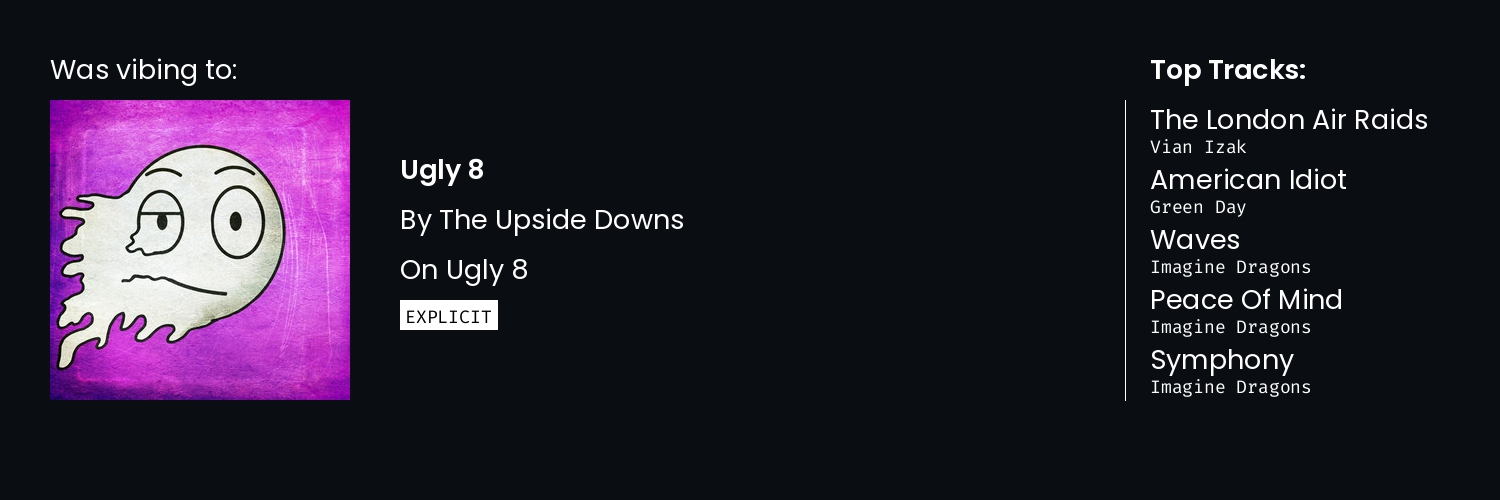 Was vibing to:
Ugly 8
By The Upside Downs
On Ugly 8
EXPLICIT
Top Tracks:
The London Air Raids
Vian Izak
American Idiot
Green Day
Waves
Imagine Dragons
Peace Of Mind
Imagine Dragons
Symphony
Imagine Dragons